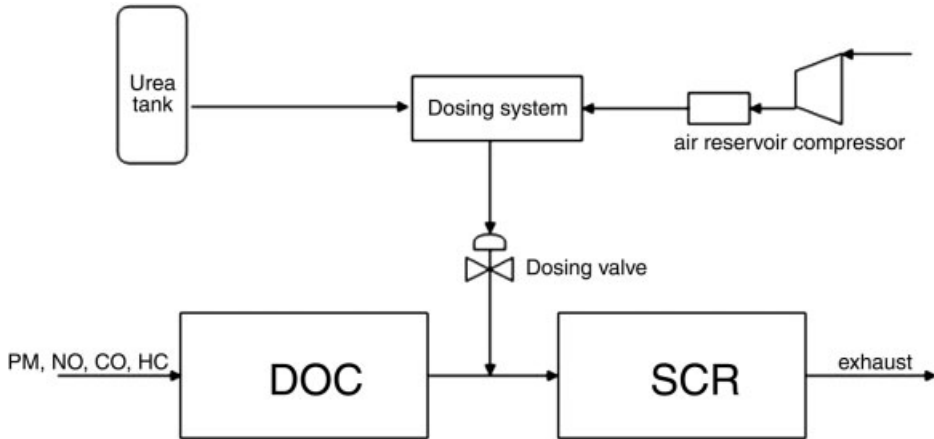 Urea
tank
Dosing system
air reservoir compressor
Dosing valve
PM, NO, CO, HC
DOC
SCR
exhaust